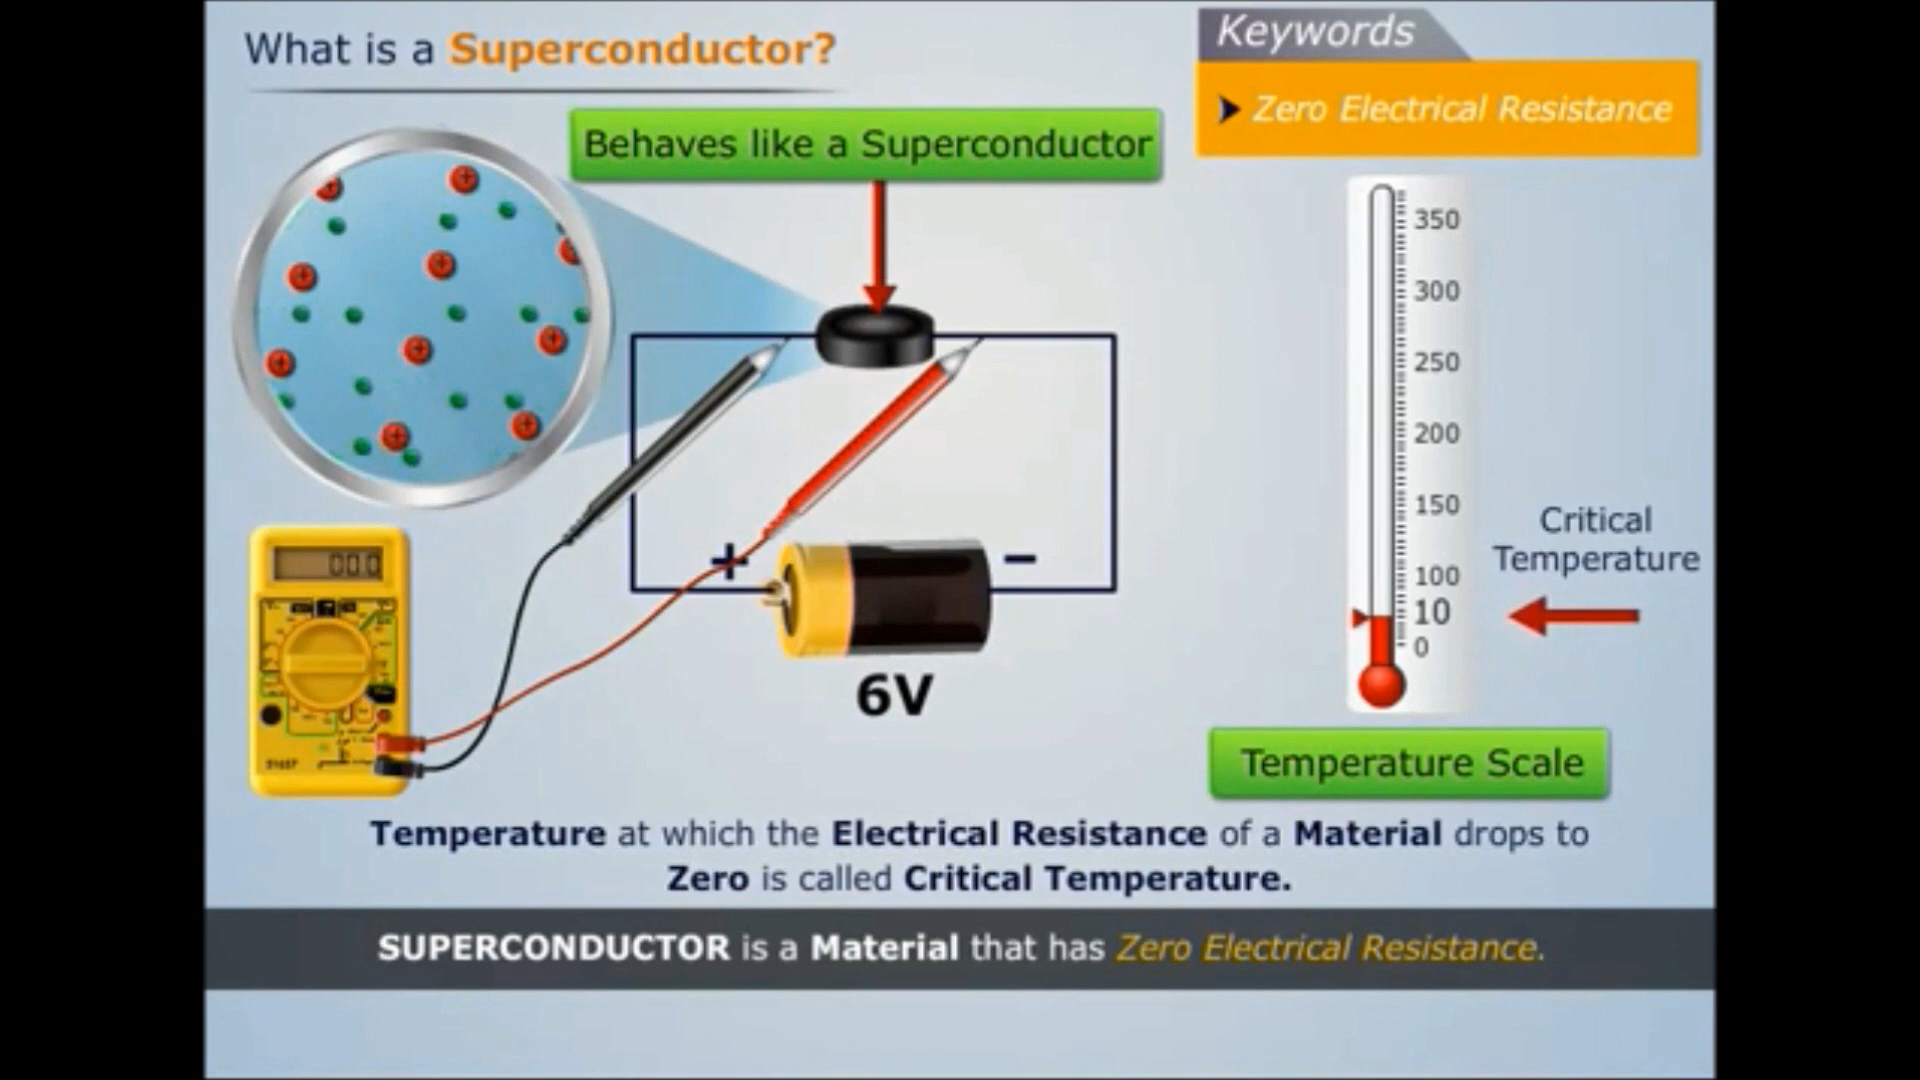 What is a Superconductor?
Keywords
Zero Electrical Resistance
Behaves like a Superconductor
350
300
250
200
150
100
10
0
Critical
Temperature
000
+
−
6V
Temperature Scale
Temperature at which the Electrical Resistance of a Material drops to
Zero is called Critical Temperature.
SUPERCONDUCTOR is a Material that has Zero Electrical Resistance.